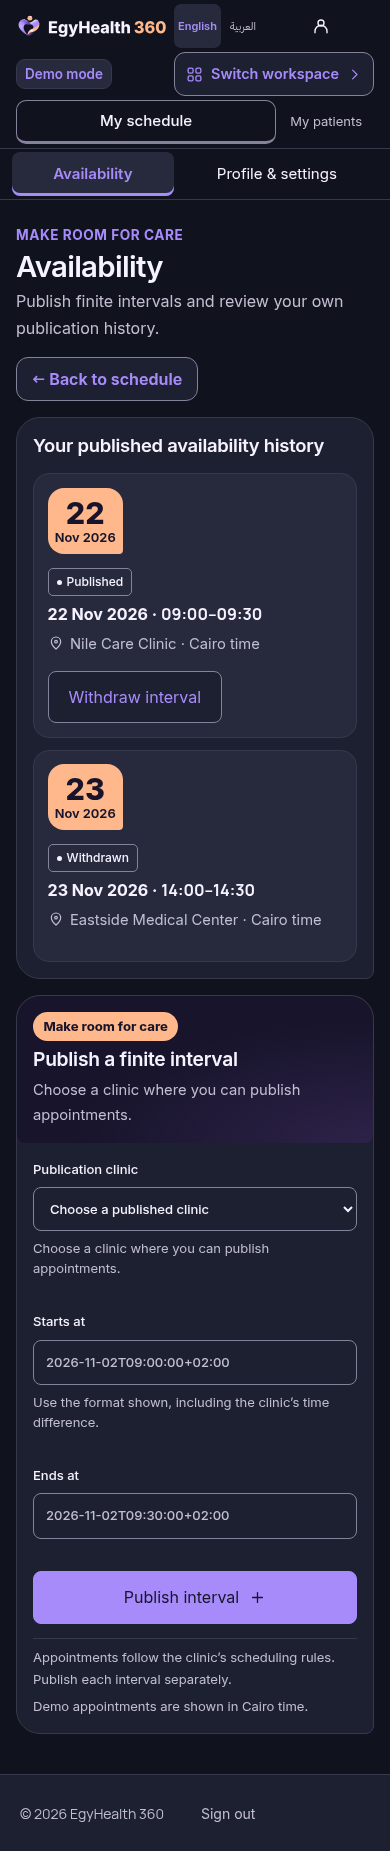 EgyHealth 360
English
العربية
Demo mode
Switch workspace
My schedule
My patients
Availability
Profile & settings
MAKE ROOM FOR CARE
Availability
Publish finite intervals and review your own
publication history.
← Back to schedule
Your published availability history
22
Nov 2026
Published
22 Nov 2026 · 09:00–09:30
Nile Care Clinic · Cairo time
Withdraw interval
23
Nov 2026
Withdrawn
23 Nov 2026 · 14:00–14:30
Eastside Medical Center · Cairo time
Make room for care
Publish a finite interval
Choose a clinic where you can publish
appointments.
Publication clinic
Choose a published clinic
Choose a clinic where you can publish
appointments.
Starts at
2026-11-02T09:00:00+02:00
Use the format shown, including the clinic’s time
difference.
Ends at
2026-11-02T09:30:00+02:00
Publish interval +
Appointments follow the clinic’s scheduling rules.
Publish each interval separately.
Demo appointments are shown in Cairo time.
© 2026 EgyHealth 360
Sign out